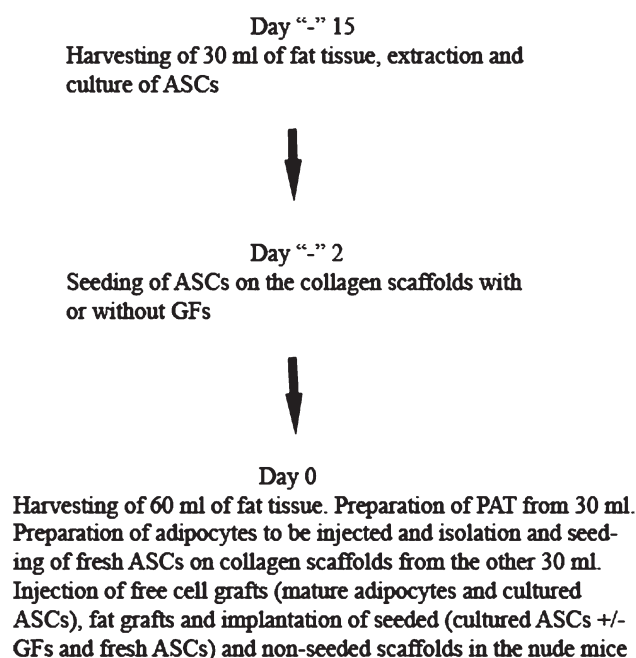 Day “-” 15
Harvesting of 30 ml of fat tissue, extraction and
culture of ASCs
Day “-” 2
Seeding of ASCs on the collagen scaffolds with
or without GFs
Day 0
Harvesting of 60 ml of fat tissue. Preparation of PAT from 30 ml.
Preparation of adipocytes to be injected and isolation and seed-
ing of fresh ASCs on collagen scaffolds from the other 30 ml.
Injection of free cell grafts (mature adipocytes and cultured
ASCs), fat grafts and implantation of seeded (cultured ASCs +/-
GFs and fresh ASCs) and non-seeded scaffolds in the nude mice